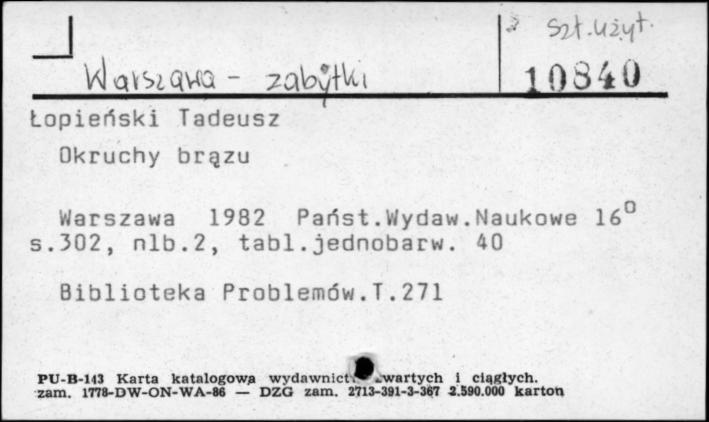 Szt.użyt.
Warszawa - zabytki
10840
Łopieński Tadeusz
Okruchy brązu
Warszawa 1982 Państ.Wydaw.Naukowe 16⁰
s.302, nlb.2, tabl.jednobarw. 40
Biblioteka Problemów.T.271
PU-B-143 Karta katalogowa wydawnictw zwartych i ciągłych.
zam. 1778-DW-ON-WA-86 — DZG zam. 2713-391-3-367 2.590.000 karton